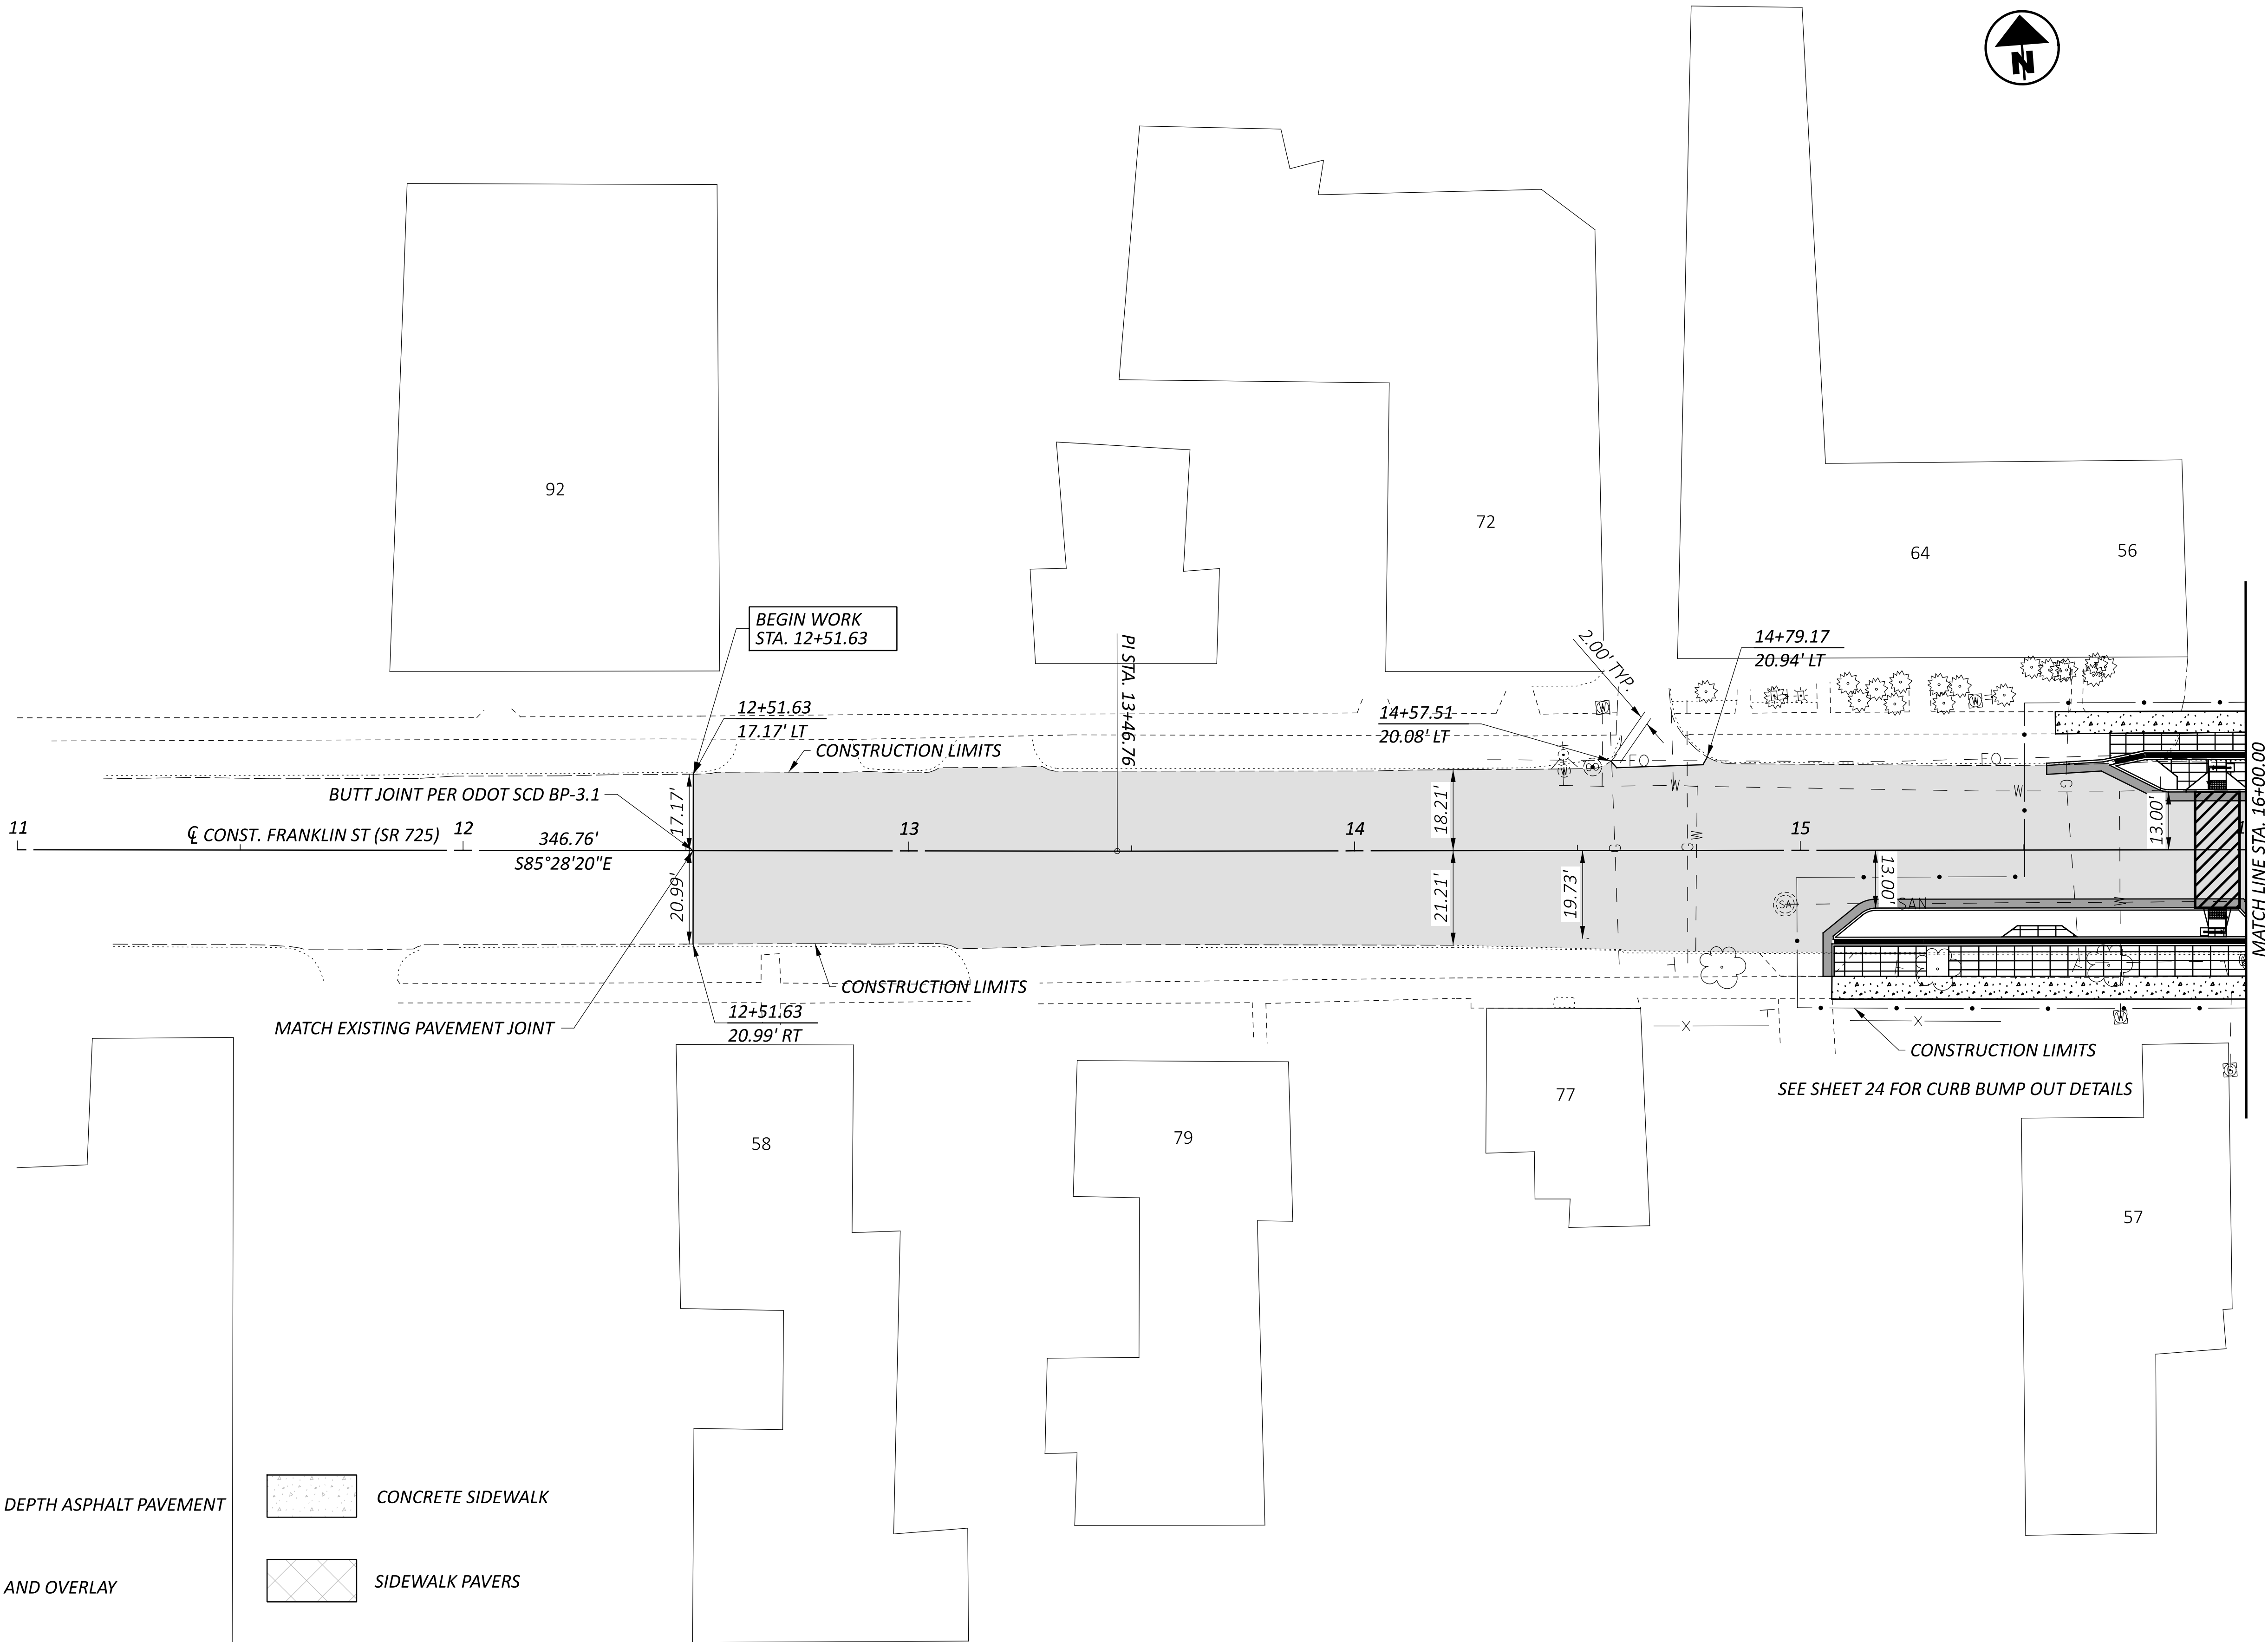 N
92
72
64
56
BEGIN WORK
STA. 12+51.63
PI STA. 13+46.76
2.00' TYP.
14+79.17
20.94' LT
12+51.63
17.17' LT
14+57.51
20.08' LT
CONSTRUCTION LIMITS
W
W
FO
FO
BUTT JOINT PER ODOT SCD BP-3.1
17.17'
18.21'
W
W
G
13.00'
11
℄ CONST. FRANKLIN ST (SR 725)
12
346.76'
S85°28'20"E
13
14
15
1
G
G
W
MATCH LINE STA. 16+00.00
20.99'
21.21'
19.73'
13.00'
SA
SAN
W
CONSTRUCTION LIMITS
MATCH EXISTING PAVEMENT JOINT
12+51.63
20.99' RT
X
X
W
CONSTRUCTION LIMITS
SEE SHEET 24 FOR CURB BUMP OUT DETAILS
G
58
79
77
57
DEPTH ASPHALT PAVEMENT
CONCRETE SIDEWALK
AND OVERLAY
SIDEWALK PAVERS